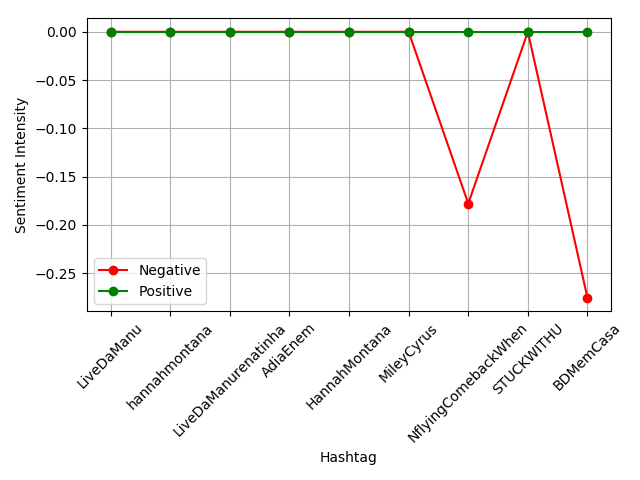 0.00
−0.05
−0.10
−0.15
−0.20
−0.25
Sentiment Intensity
Negative
Positive
LiveDaManu
hannahmontana
LiveDaManurenatinha
AdiaEnem
HannahMontana
MileyCyrus
NflyingComebackWhen
STUCKWITHU
BDMemCasa
Hashtag